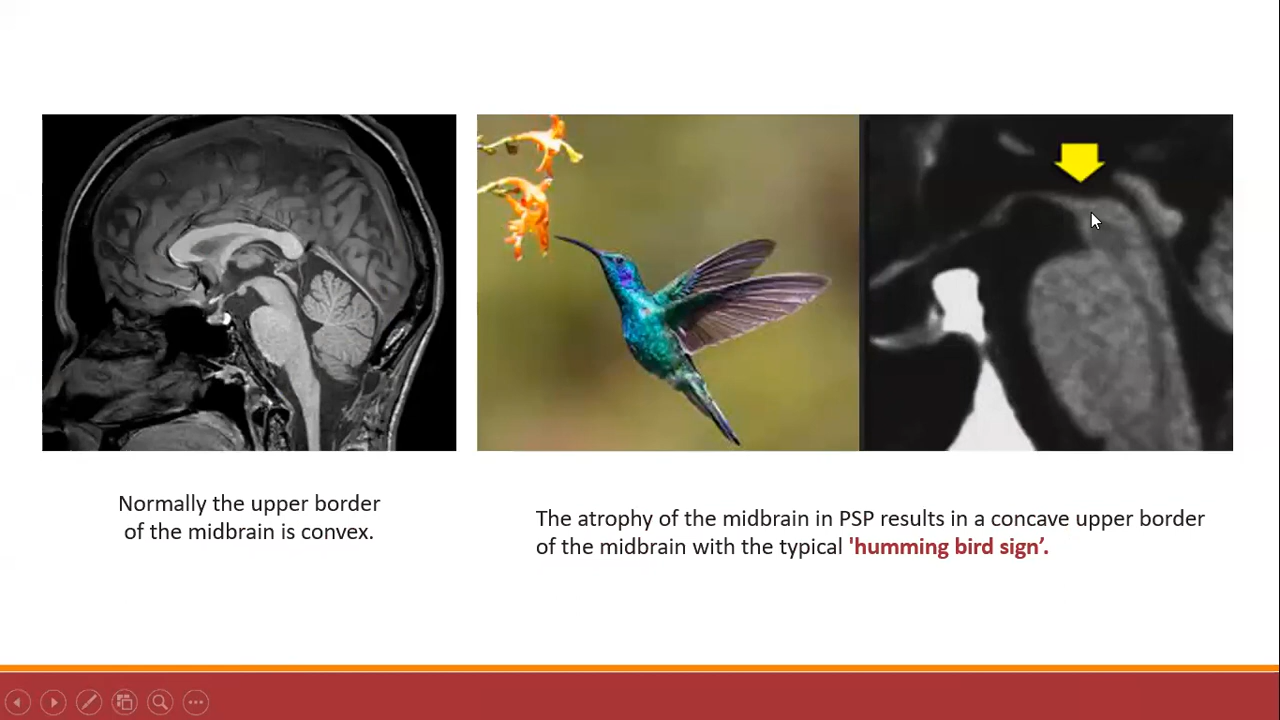 Normally the upper border
of the midbrain is convex.
The atrophy of the midbrain in PSP results in a concave upper border
of the midbrain with the typical 'humming bird sign’.